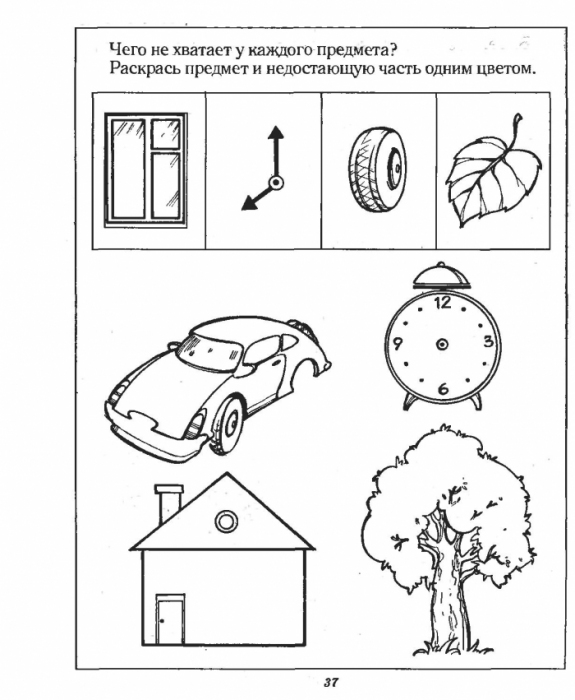 Чего не хватает у каждого предмета?
Раскрась предмет и недостающую часть одним цветом.
12
9 3
6
37